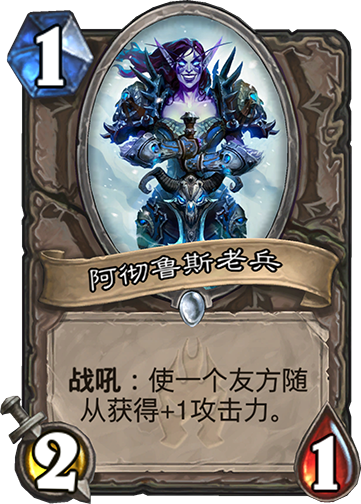 1
阿彻鲁斯老兵
战吼：使一个友方随
从获得+1攻击力。
2
1